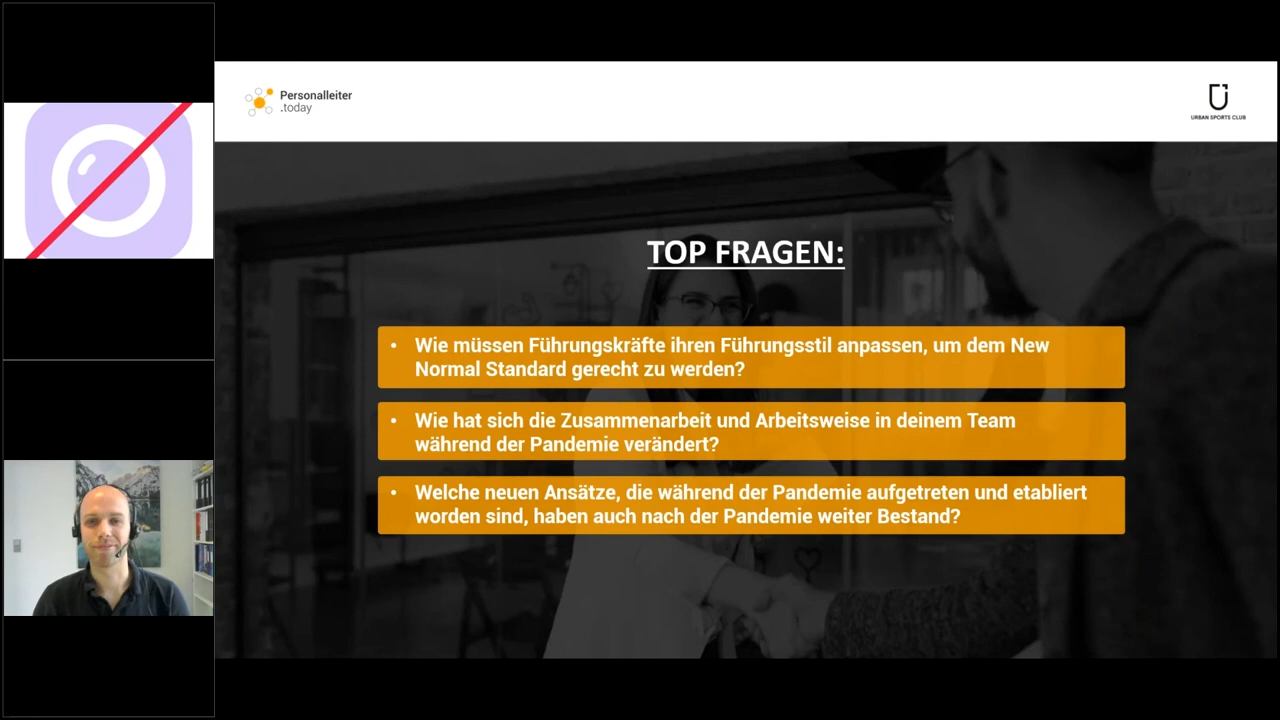 Personalleiter
.today
URBAN SPORTS CLUB
TOP FRAGEN:
• Wie müssen Führungskräfte ihren Führungsstil anpassen, um dem New
Normal Standard gerecht zu werden?
• Wie hat sich die Zusammenarbeit und Arbeitsweise in deinem Team
während der Pandemie verändert?
• Welche neuen Ansätze, die während der Pandemie aufgetreten und etabliert
worden sind, haben auch nach der Pandemie weiter Bestand?